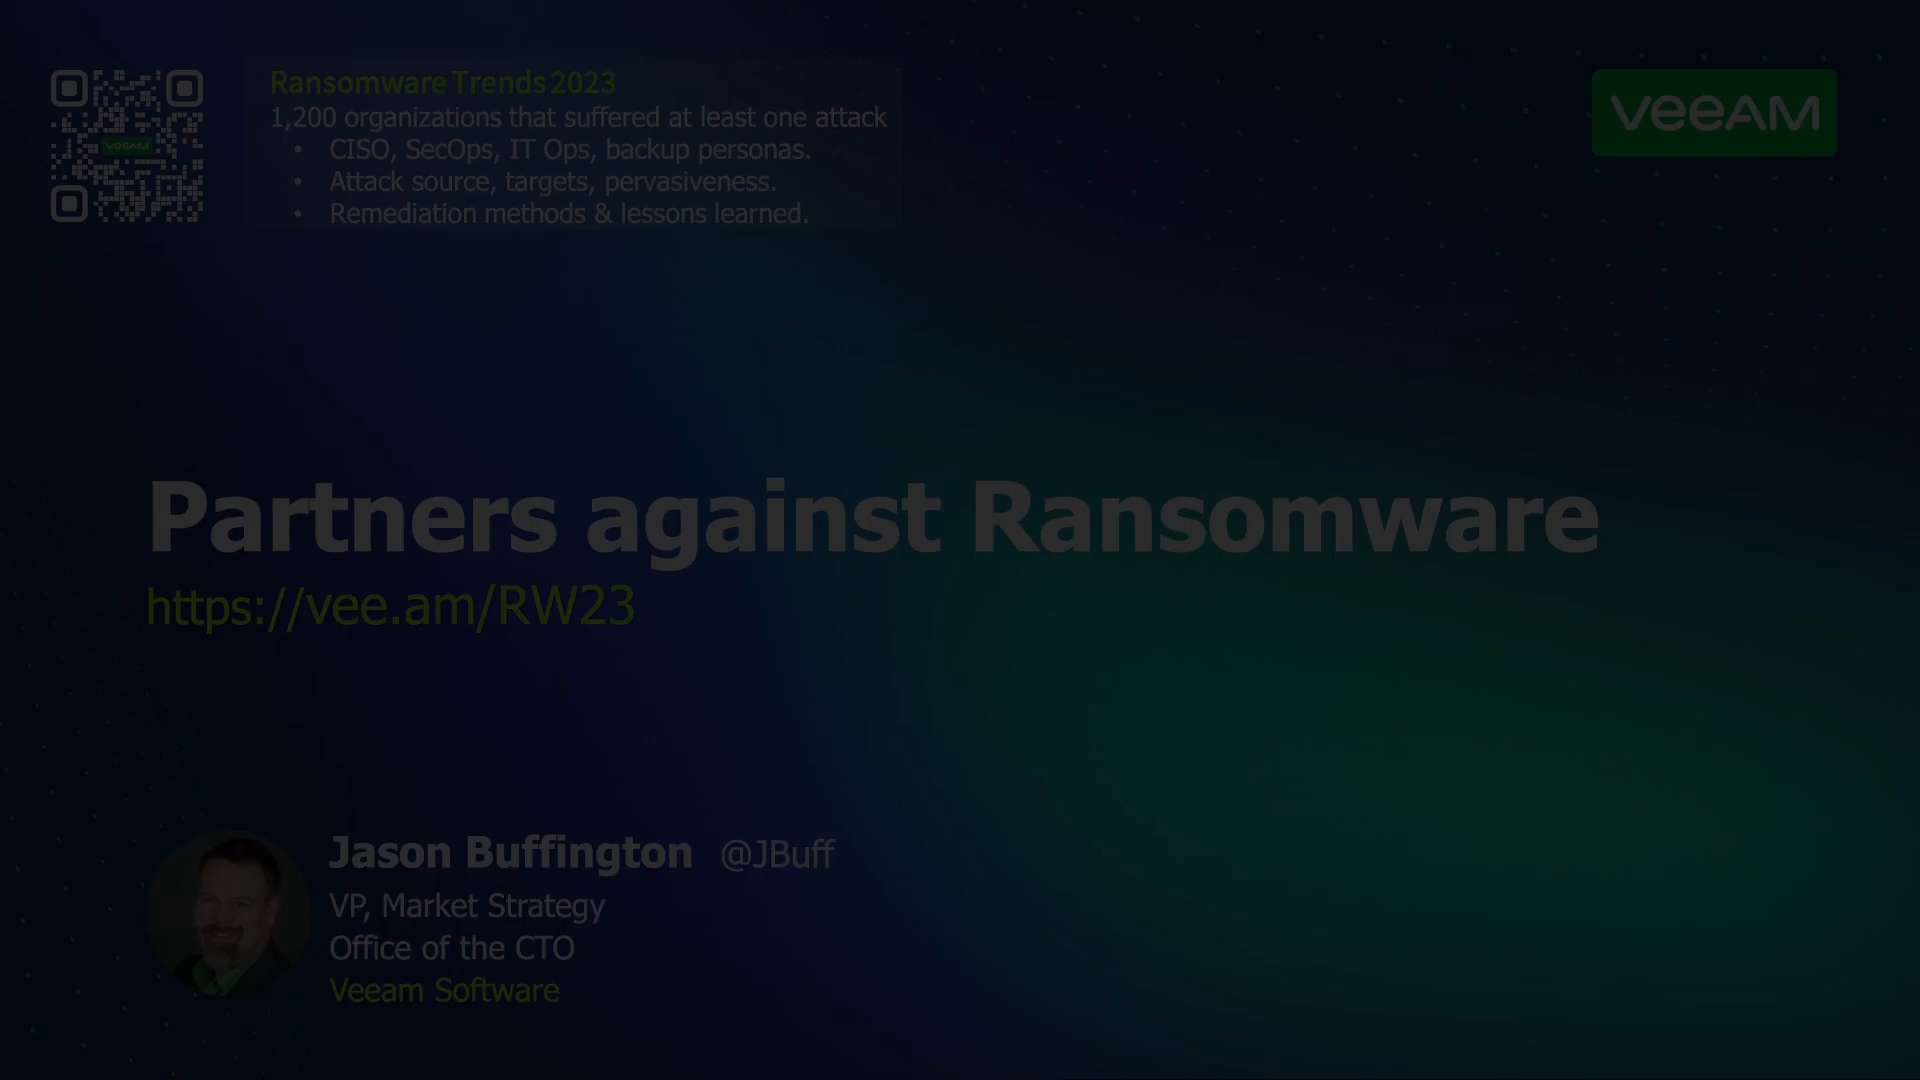 Ransomware Trends 2023
1,200 organizations that suffered at least one attack
• CISO, SecOps, IT Ops, backup personas.
• Attack source, targets, pervasiveness.
• Remediation methods & lessons learned.
veeAM
veeAM
Partners against Ransomware
https://vee.am/RW23
Jason Buffington @JBuff
VP, Market Strategy
Office of the CTO
Veeam Software